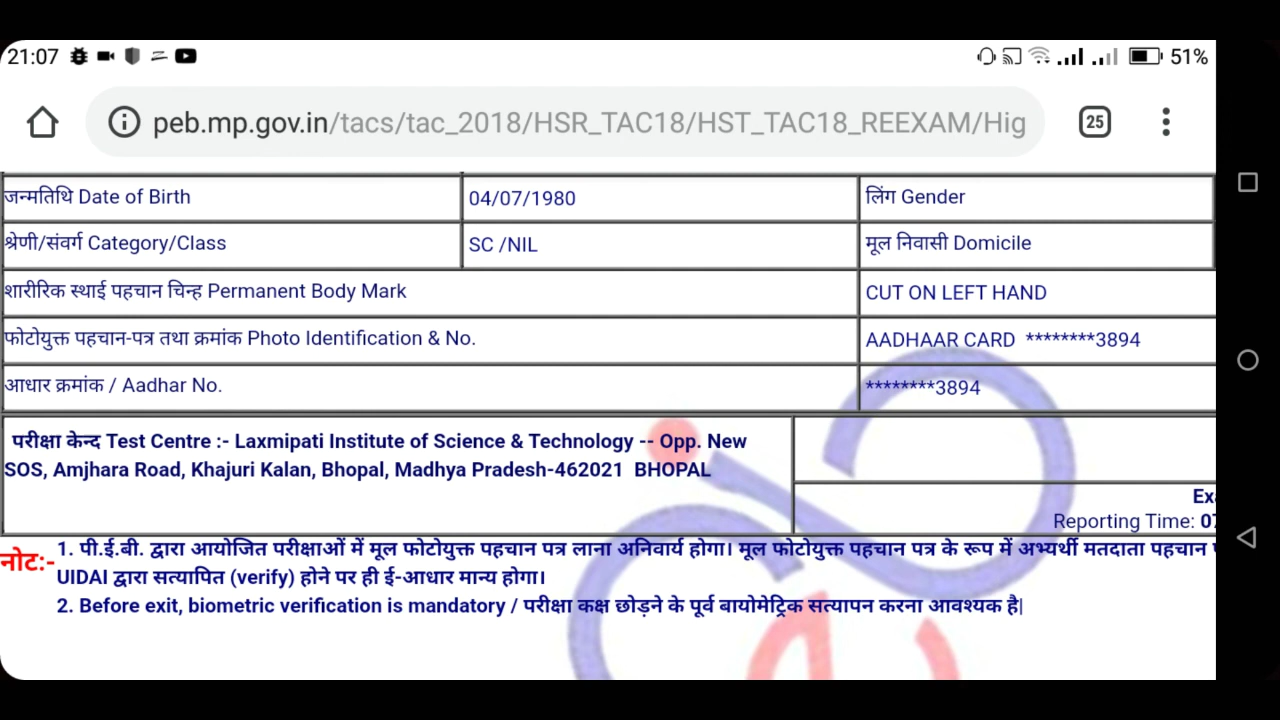 21:07 51%
peb.mp.gov.in/tacs/tac_2018/HSR_TAC18/HST_TAC18_REEXAM/Hig 25
जन्मतिथि Date of Birth 04/07/1980 लिंग Gender
श्रेणी/संवर्ग Category/Class SC /NIL मूल निवासी Domicile
शारीरिक स्थाई पहचान चिन्ह Permanent Body Mark CUT ON LEFT HAND
फोटोयुक्त पहचान-पत्र तथा क्रमांक Photo Identification & No. AADHAAR CARD ********3894
आधार क्रमांक / Aadhar No. ********3894
परीक्षा केन्द Test Centre :- Laxmipati Institute of Science & Technology -- Opp. New
SOS, Amjhara Road, Khajuri Kalan, Bhopal, Madhya Pradesh-462021 BHOPAL
Reporting Time: 07
नोट:- 1. पी.ई.बी. द्वारा आयोजित परीक्षाओं में मूल फोटोयुक्त पहचान पत्र लाना अनिवार्य होगा। मूल फोटोयुक्त पहचान पत्र के रूप में अभ्यर्थी मतदाता पहचान
UIDAI द्वारा सत्यापित (verify) होने पर ही ई-आधार मान्य होगा।
2. Before exit, biometric verification is mandatory / परीक्षा कक्ष छोड़ने के पूर्व बायोमेट्रिक सत्यापन करना आवश्यक है|